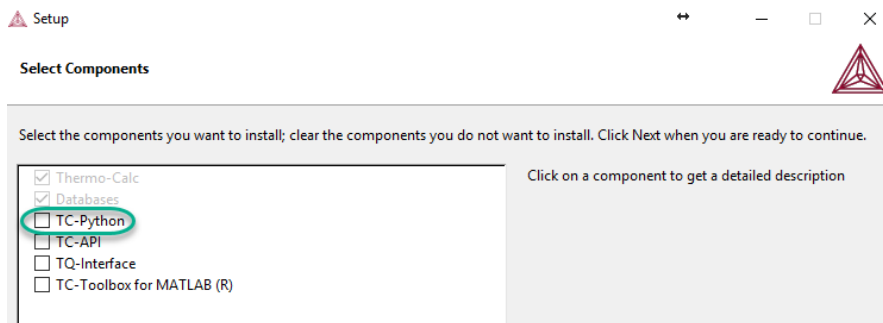 Setup
Select Components
Select the components you want to install; clear the components you do not want to install. Click Next when you are ready to continue.
Thermo-Calc
Click on a component to get a detailed description
Databases
TC-Python
TC-API
TQ-Interface
TC-Toolbox for MATLAB (R)